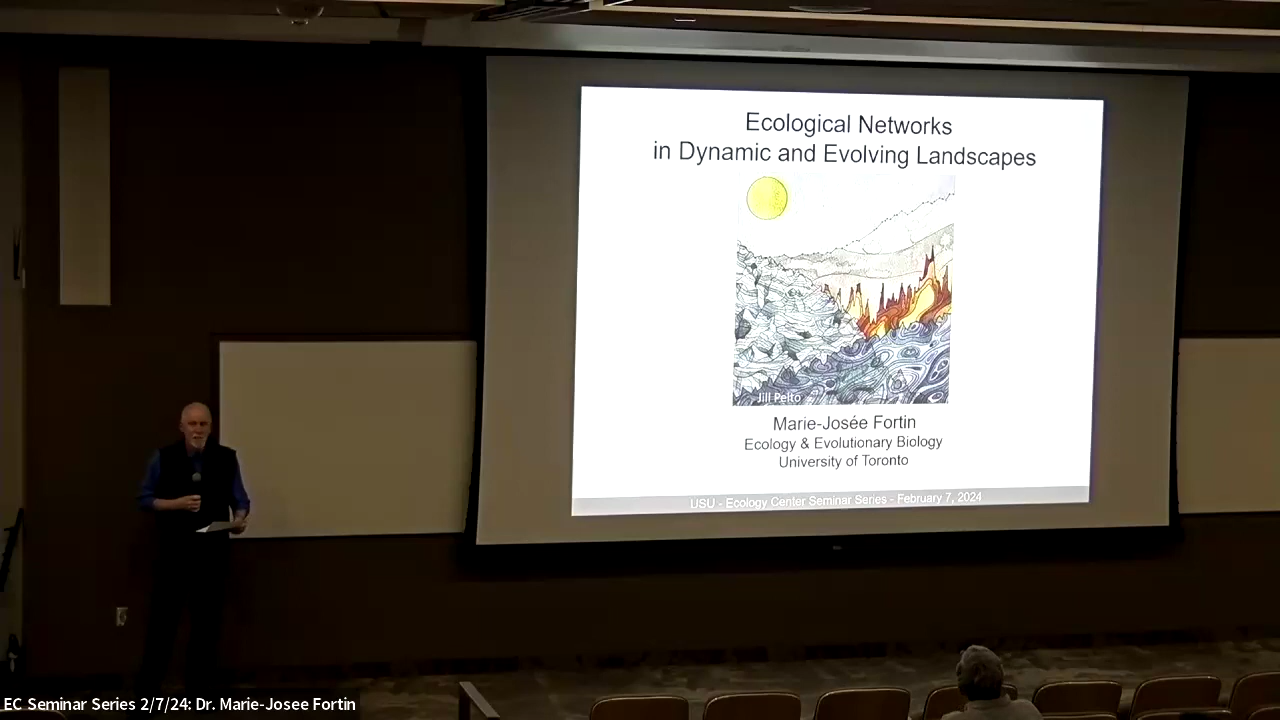 Ecological Networks
in Dynamic and Evolving Landscapes
Jill Pelto
Marie-Josée Fortin
Ecology & Evolutionary Biology
University of Toronto
USU - Ecology Center Seminar Series - February 7, 2024
EC Seminar Series 2/7/24: Dr. Marie-Josee Fortin